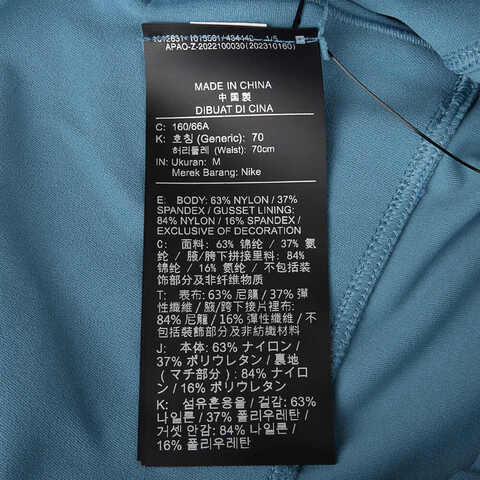 APAO-Z-2022100030(20231016O)
MADE IN CHINA
中国製
DIBUAT DI CINA
C: 160/66A
K: 호칭 (Generic): 70
허리둘레 (Waist): 70cm
IN: Ukuran: M
Merek Barang: Nike
E: BODY: 63% NYLON / 37%
SPANDEX / GUSSET LINING:
84% NYLON / 16%
SPANDEX / EXCLUSIVE OF DECORATION
C: 面料: 63% 锦纶 / 37% 氨
纶 / 腋/胯下拼接里料: 84%
锦纶 / 16% 氨纶 / 不包括装
饰部分及非纤维物质
T: 表布: 63% 尼龍 / 37% 彈
性纖維 / 腋/跨下接片裡布:
84% 尼龍 / 16% 彈性纖維 / 不
包括裝飾部分及非紡織材料
J: 本体: 63% ナイロン /
37% ポリウレタン / 裏地
(マチ部分) : 84% ナイロ
ン / 16% ポリウレタン
K: 섬유혼용율 / 겉감: 63%
나일론 / 37% 폴리우레탄 /
거셋 안감: 84% 나일론 /
16% 폴리우레탄